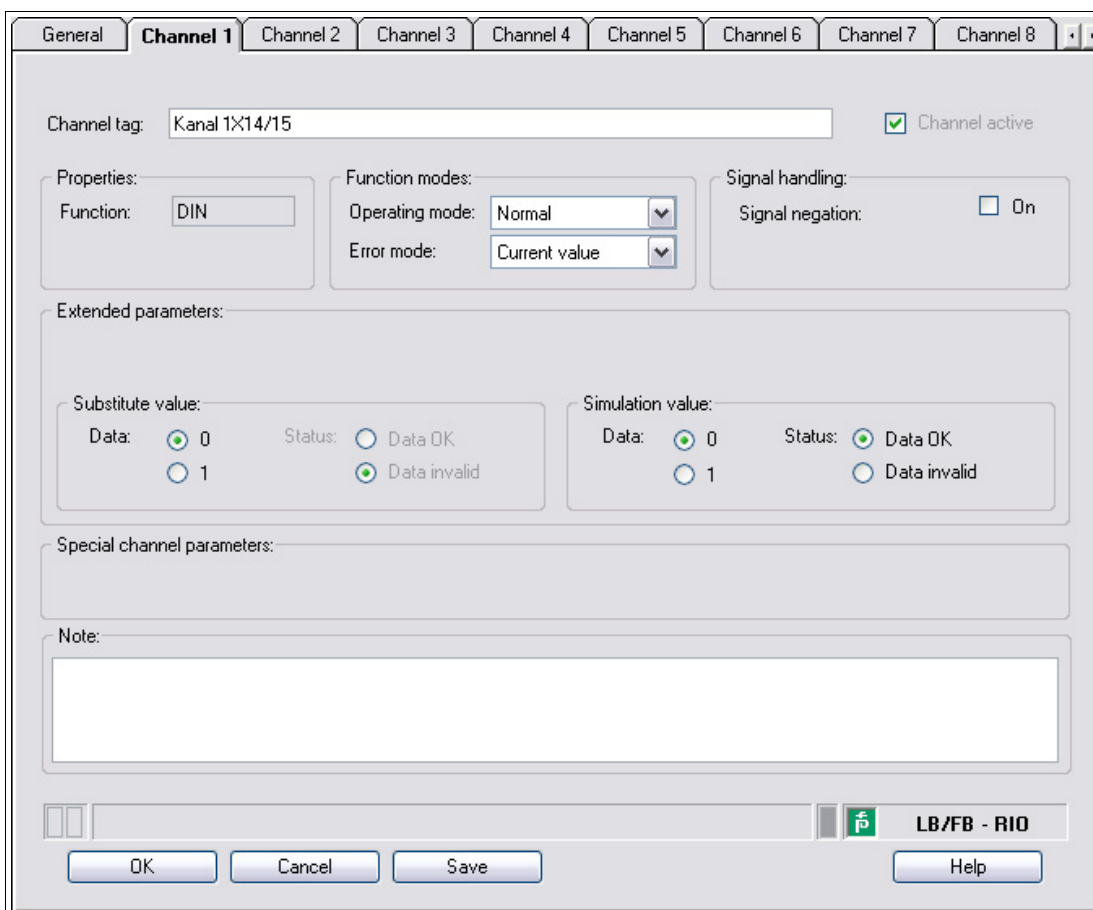 General Channel 1 Channel 2 Channel 3 Channel 4 Channel 5 Channel 6 Channel 7 Channel 8
Channel tag: Kanal 1X14/15 Channel active
Properties: Function modes: Signal handling:
Function: DIN Operating mode: Normal Signal negation: On
Error mode: Current value
Extended parameters:
Substitute value: Simulation value:
Data: 0 Status: Data OK Data: 0 Status: Data OK
1 Data invalid 1 Data invalid
Special channel parameters:
Note:
LB/FB - RIO
OK Cancel Save Help